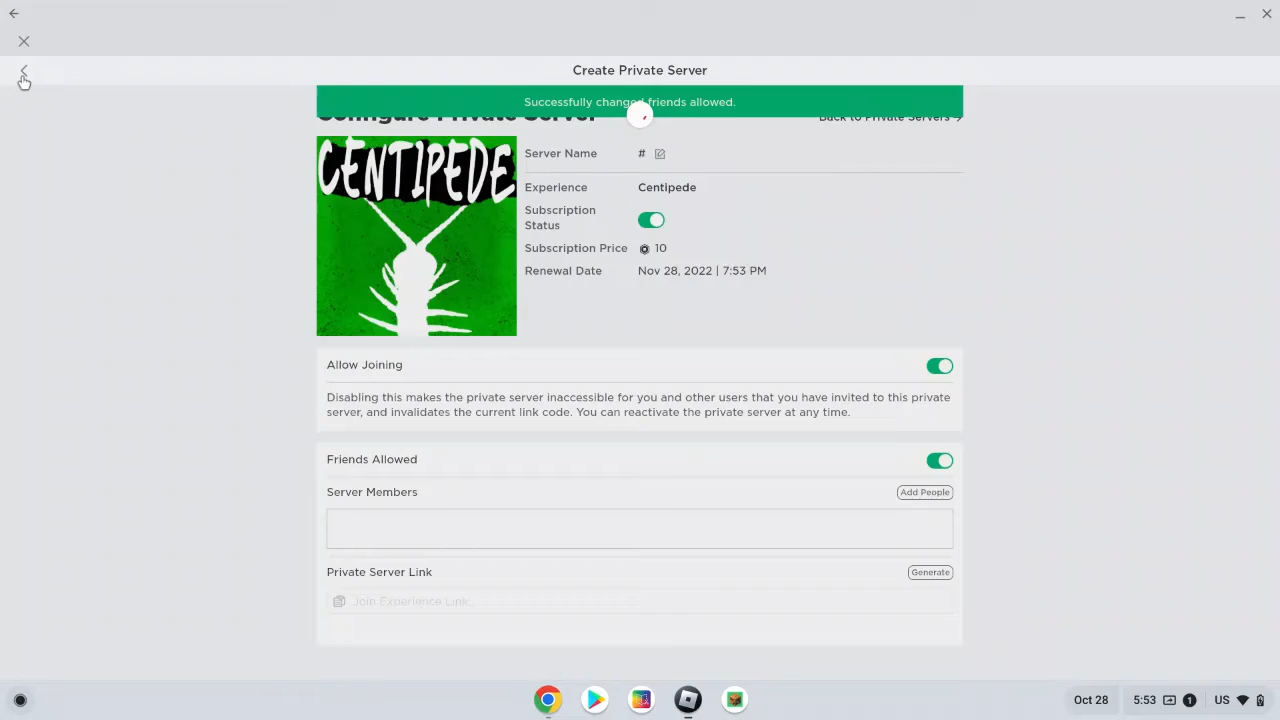 Create Private Server
Successfully changed friends allowed.
Configure Private Server
Back to Private Servers
CENTIPEDE
Server Name #
Experience Centipede
Subscription
Status
Subscription Price 10
Renewal Date Nov 28, 2022 | 7:53 PM
Allow Joining
Disabling this makes the private server inaccessible for you and other users that you have invited to this private
server, and invalidates the current link code. You can reactivate the private server at any time.
Friends Allowed
Server Members Add People
Private Server Link Generate
Join Experience Link
Oct 28 5:53 1 US